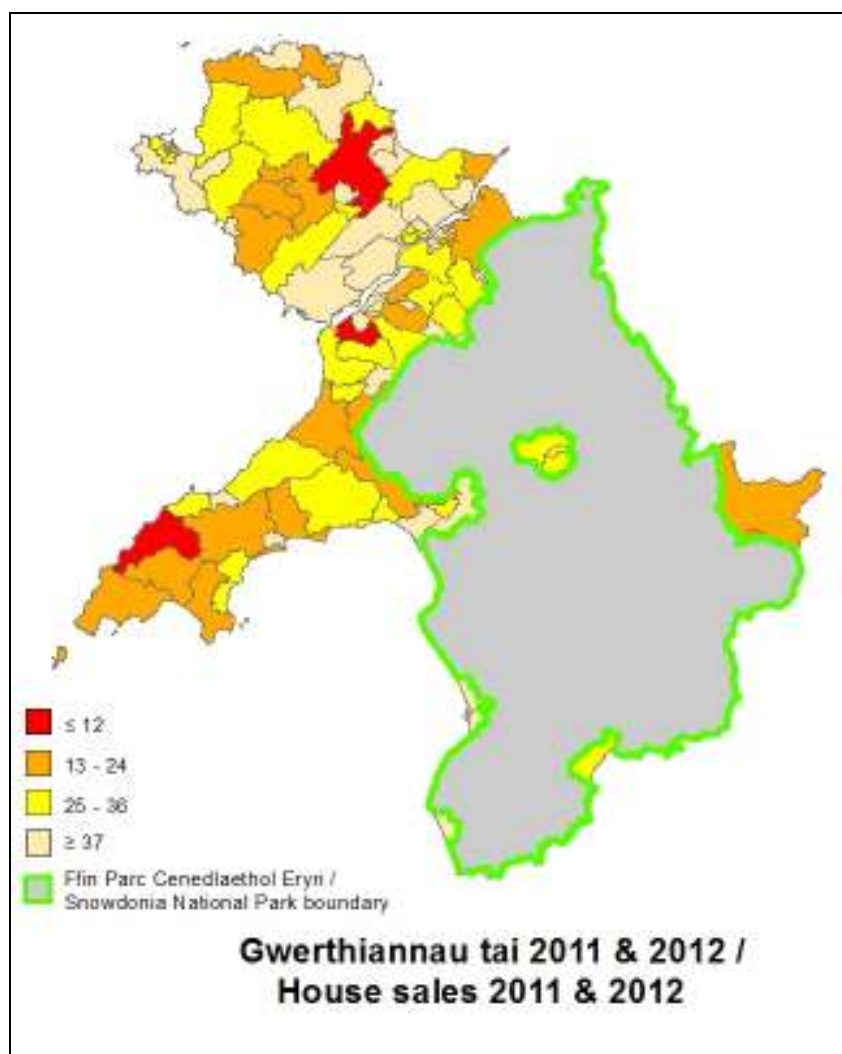 ≤ 12
13 - 24
25 - 36
≥ 37
Ffin Parc Cenedlaethol Eryri /
Snowdonia National Park boundary
Gwerthiannau tai 2011 & 2012 /
House sales 2011 & 2012